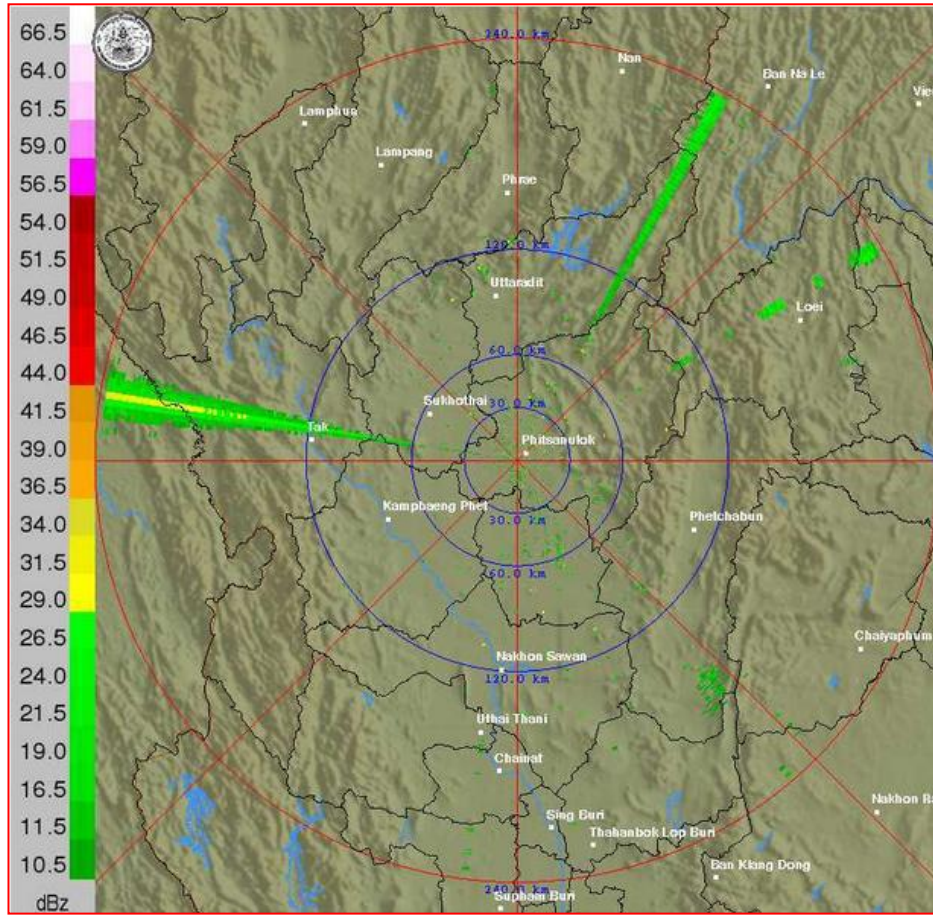 66.5
64.0
61.5
59.0
56.5
54.0
51.5
49.0
46.5
44.0
41.5
39.0
36.5
34.0
31.5
29.0
26.5
24.0
21.5
19.0
16.5
11.5
10.5
dBz
240.0 km
Nan
Ban Na Le
Lamphun
Lampang
Phrae
120.0 km
Uttaradit
Loei
60.0 km
Sukhothai
30.0 km
Tak
Phitsanulok
Kamphaeng Phet
30.0 km
Phetchabun
60.0 km
Chaiyaphum
Nakhon Sawan
120.0 km
Uthai Thani
Chainat
Sing Buri
Thahanbok Lop Buri
Ban Klang Dong
240.0 km
Suphan Buri